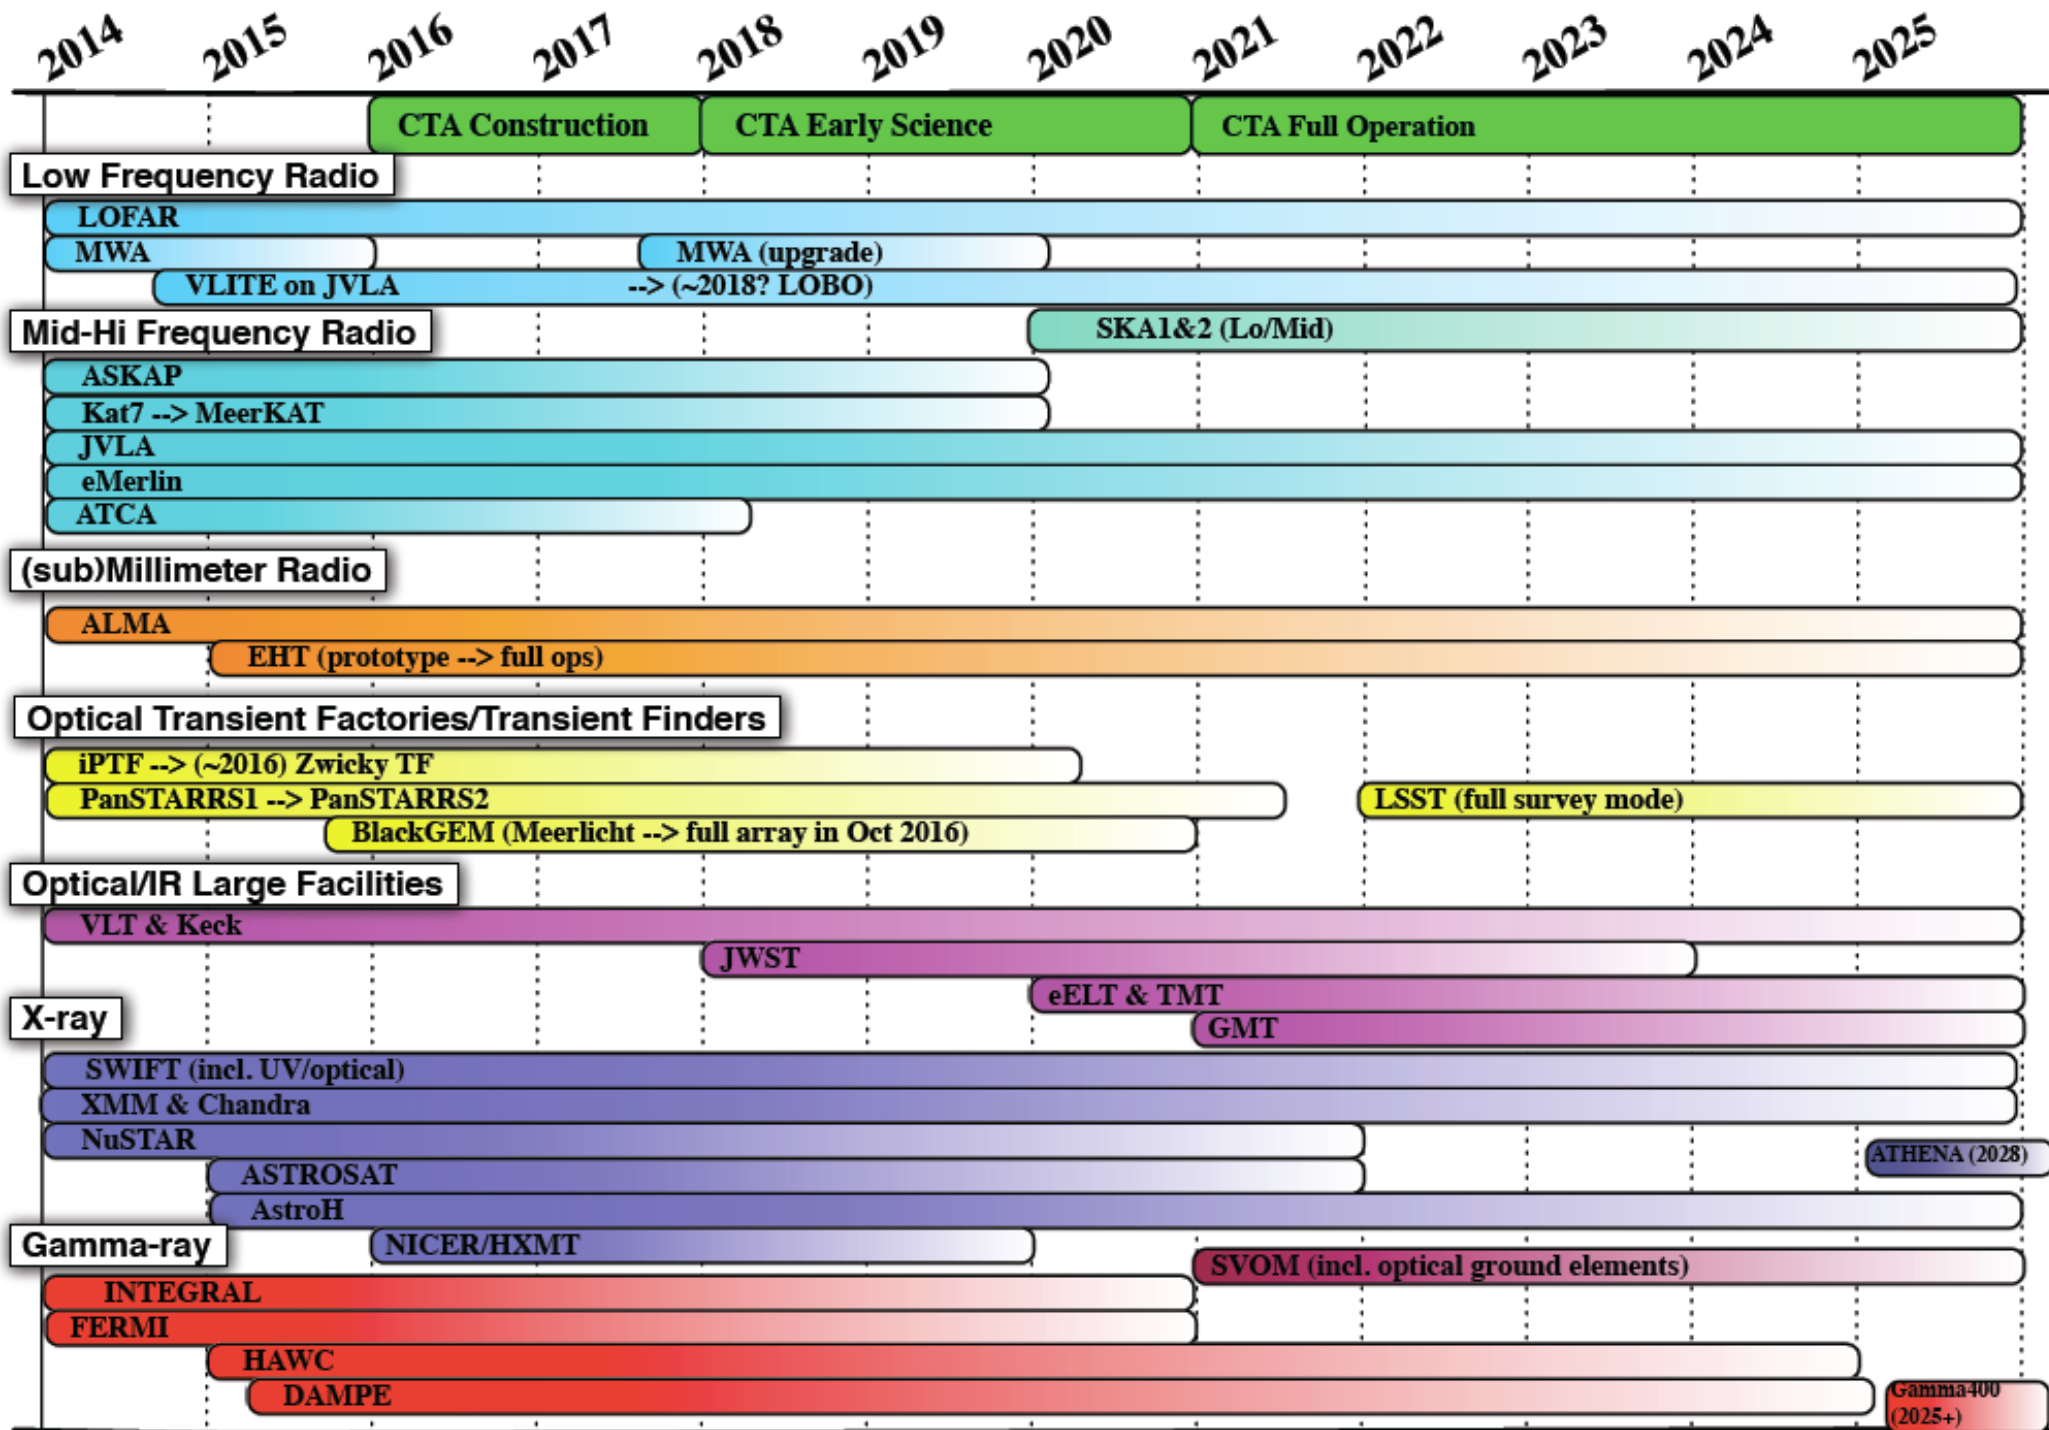 2014 2015 2016 2017 2018 2019 2020 2021 2022 2023 2024 2025
CTA Construction CTA Early Science CTA Full Operation
Low Frequency Radio
LOFAR
MWA MWA (upgrade)
VLITE on JVLA --> (~2018? LOBO)
Mid-Hi Frequency Radio
SKA1&2 (Lo/Mid)
ASKAP
Kat7 --> MeerKAT
JVLA
eMerlin
ATCA
(sub)Millimeter Radio
ALMA
EHT (prototype --> full ops)
Optical Transient Factories/Transient Finders
iPTF --> (~2016) Zwicky TF
PanSTARRS1 --> PanSTARRS2 LSST (full survey mode)
BlackGEM (Meerlicht --> full array in Oct 2016)
Optical/IR Large Facilities
VLT & Keck
JWST
eELT & TMT
X-ray
GMT
SWIFT (incl. UV/optical)
XMM & Chandra
NuSTAR
ATHENA (2028)
ASTROSAT
AstroH
Gamma-ray
NICER/HXMT
SVOM (incl. optical ground elements)
INTEGRAL
FERMI
HAWC
DAMPE
Gamma400
(2025+)